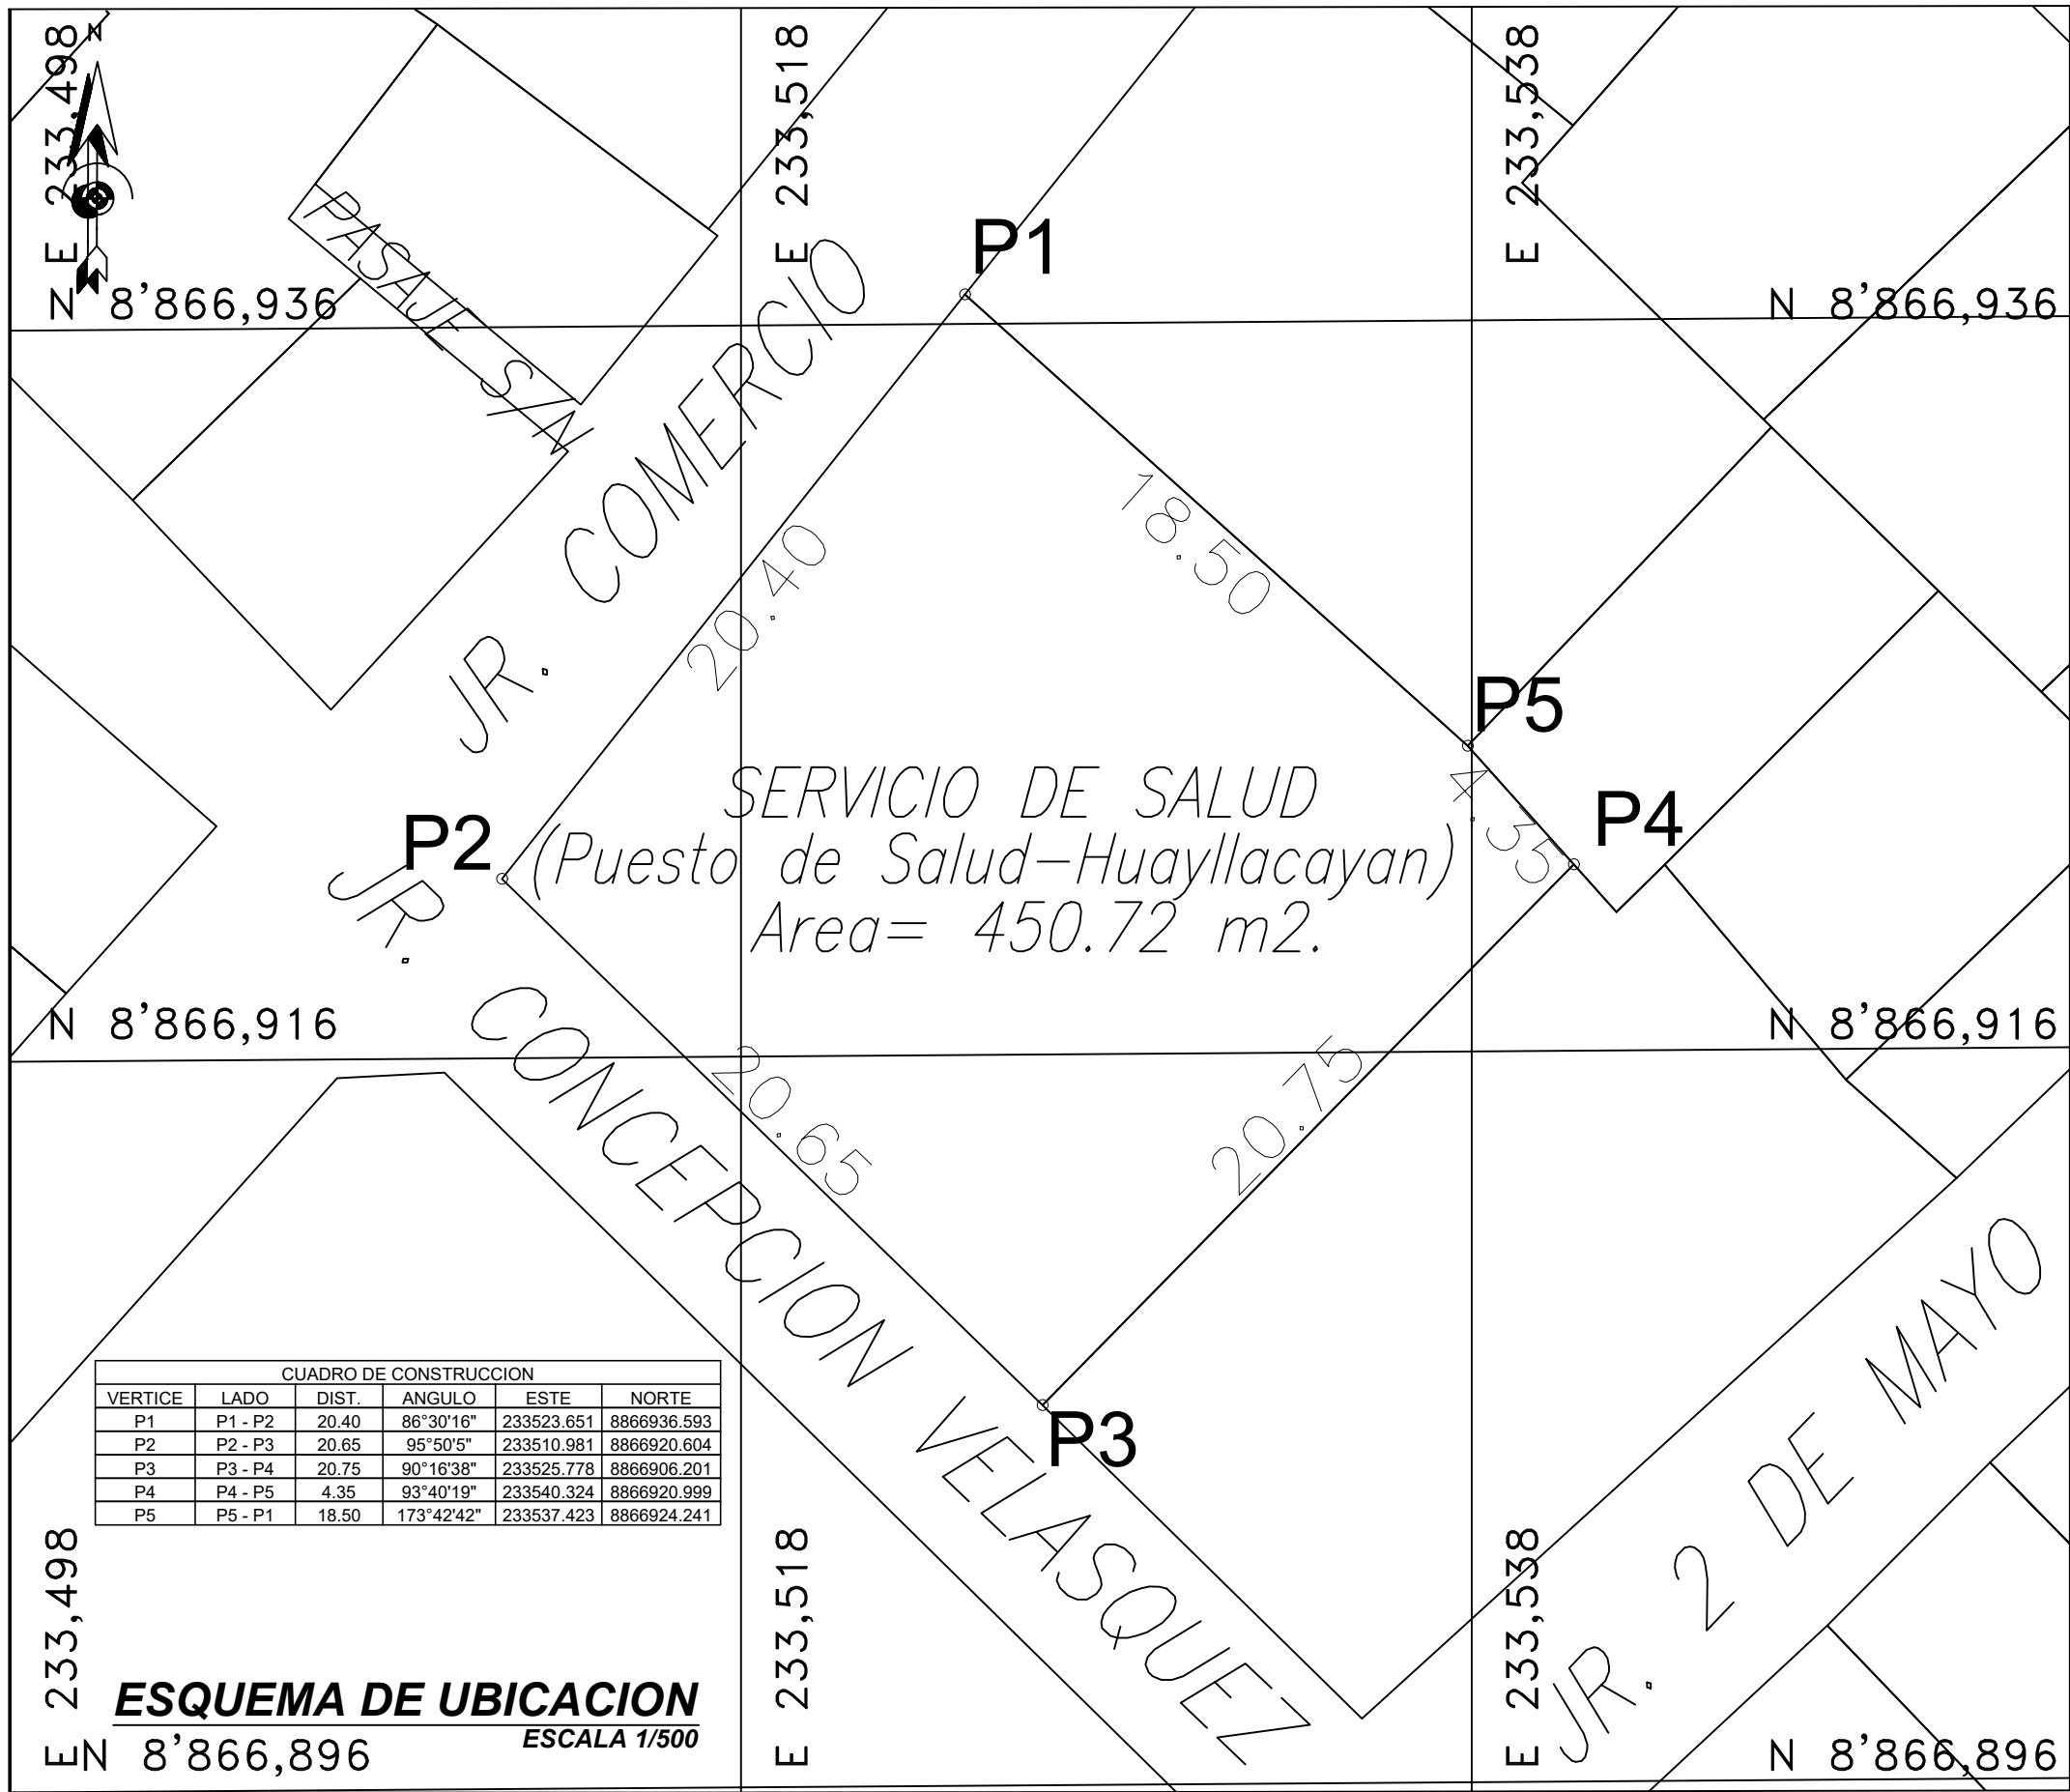 N
E 233,498
E 233,518
E 233,538
N 8'866,936
N 8'866,936
PASAJE S/N
P1
JR. COMERCIO
18.50
20.40
P5
SERVICIO DE SALUD
4.35
P4
P2
(Puesto de Salud-Huayllacayan)
Area= 450.72 m2.
N 8'866,916
N 8'866,916
JR. CONCEPCION VELASQUEZ
20.65
20.75
P3
JR. 2 DE MAYO
CUADRO DE CONSTRUCCION
VERTICE LADO DIST. ANGULO ESTE NORTE
P1 P1 - P2 20.40 86°30'16" 233523.651 8866936.593
P2 P2 - P3 20.65 95°50'5" 233510.981 8866920.604
P3 P3 - P4 20.75 90°16'38" 233525.778 8866906.201
P4 P4 - P5 4.35 93°40'19" 233540.324 8866920.999
P5 P5 - P1 18.50 173°42'42" 233537.423 8866924.241
E 233,498
E 233,518
E 233,538
ESQUEMA DE UBICACION
ESCALA 1/500
N 8'866,896
N 8'866,896